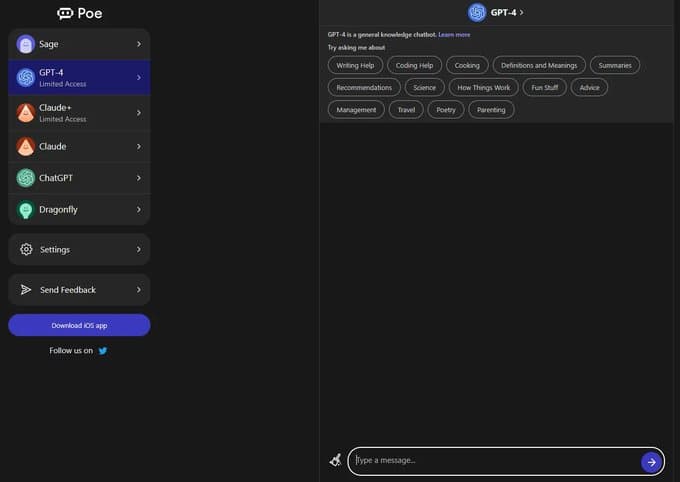 Poe
Sage
GPT-4
Limited Access
Claude+
Limited Access
Claude
ChatGPT
Dragonfly
Settings
Send Feedback
Download iOS app
Follow us on
GPT-4
GPT-4 is a general knowledge chatbot. Learn more
Try asking me about
Writing Help Coding Help Cooking Definitions and Meanings Summaries
Recommendations Science How Things Work Fun Stuff Advice
Management Travel Poetry Parenting
Type a message...